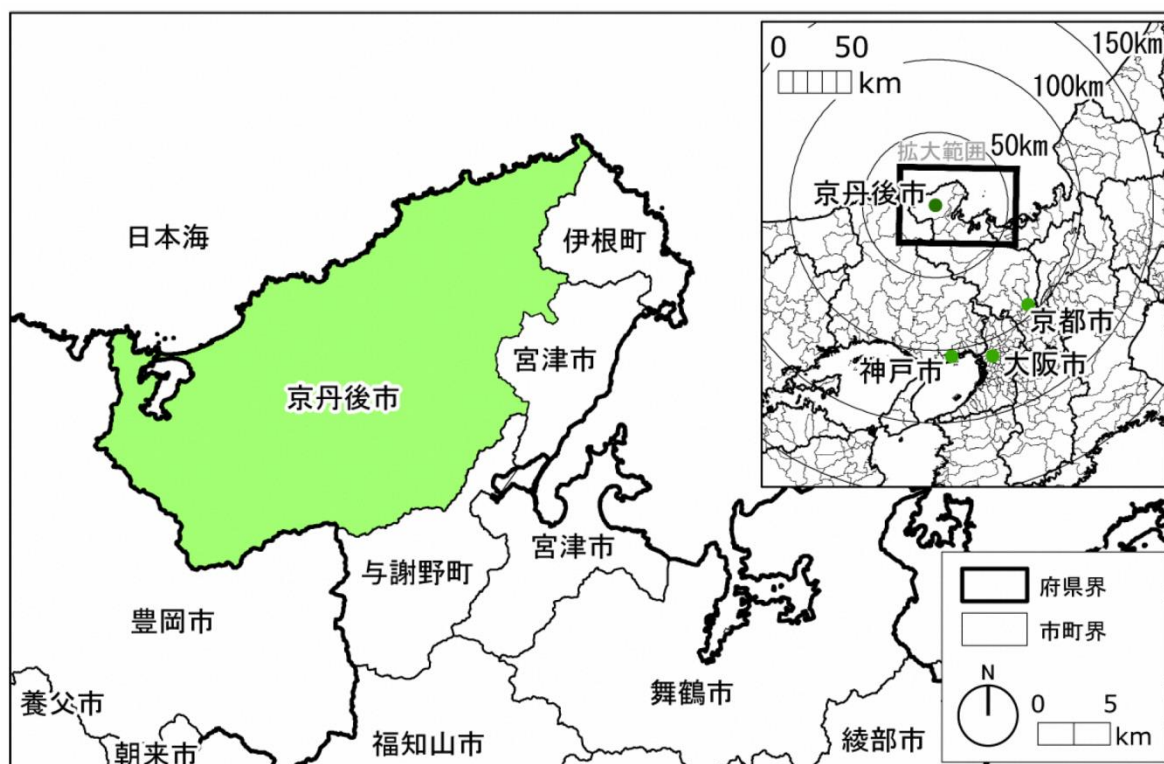 日本海
伊根町
宮津市
京丹後市
宮津市
与謝野町
豊岡市
舞鶴市
養父市
朝来市
福知山市
綾部市
0 50
km
150km
100km
50km
拡大範囲
京丹後市
京都市
神戸市
大阪市
府県界
市町界
N
0 5
km